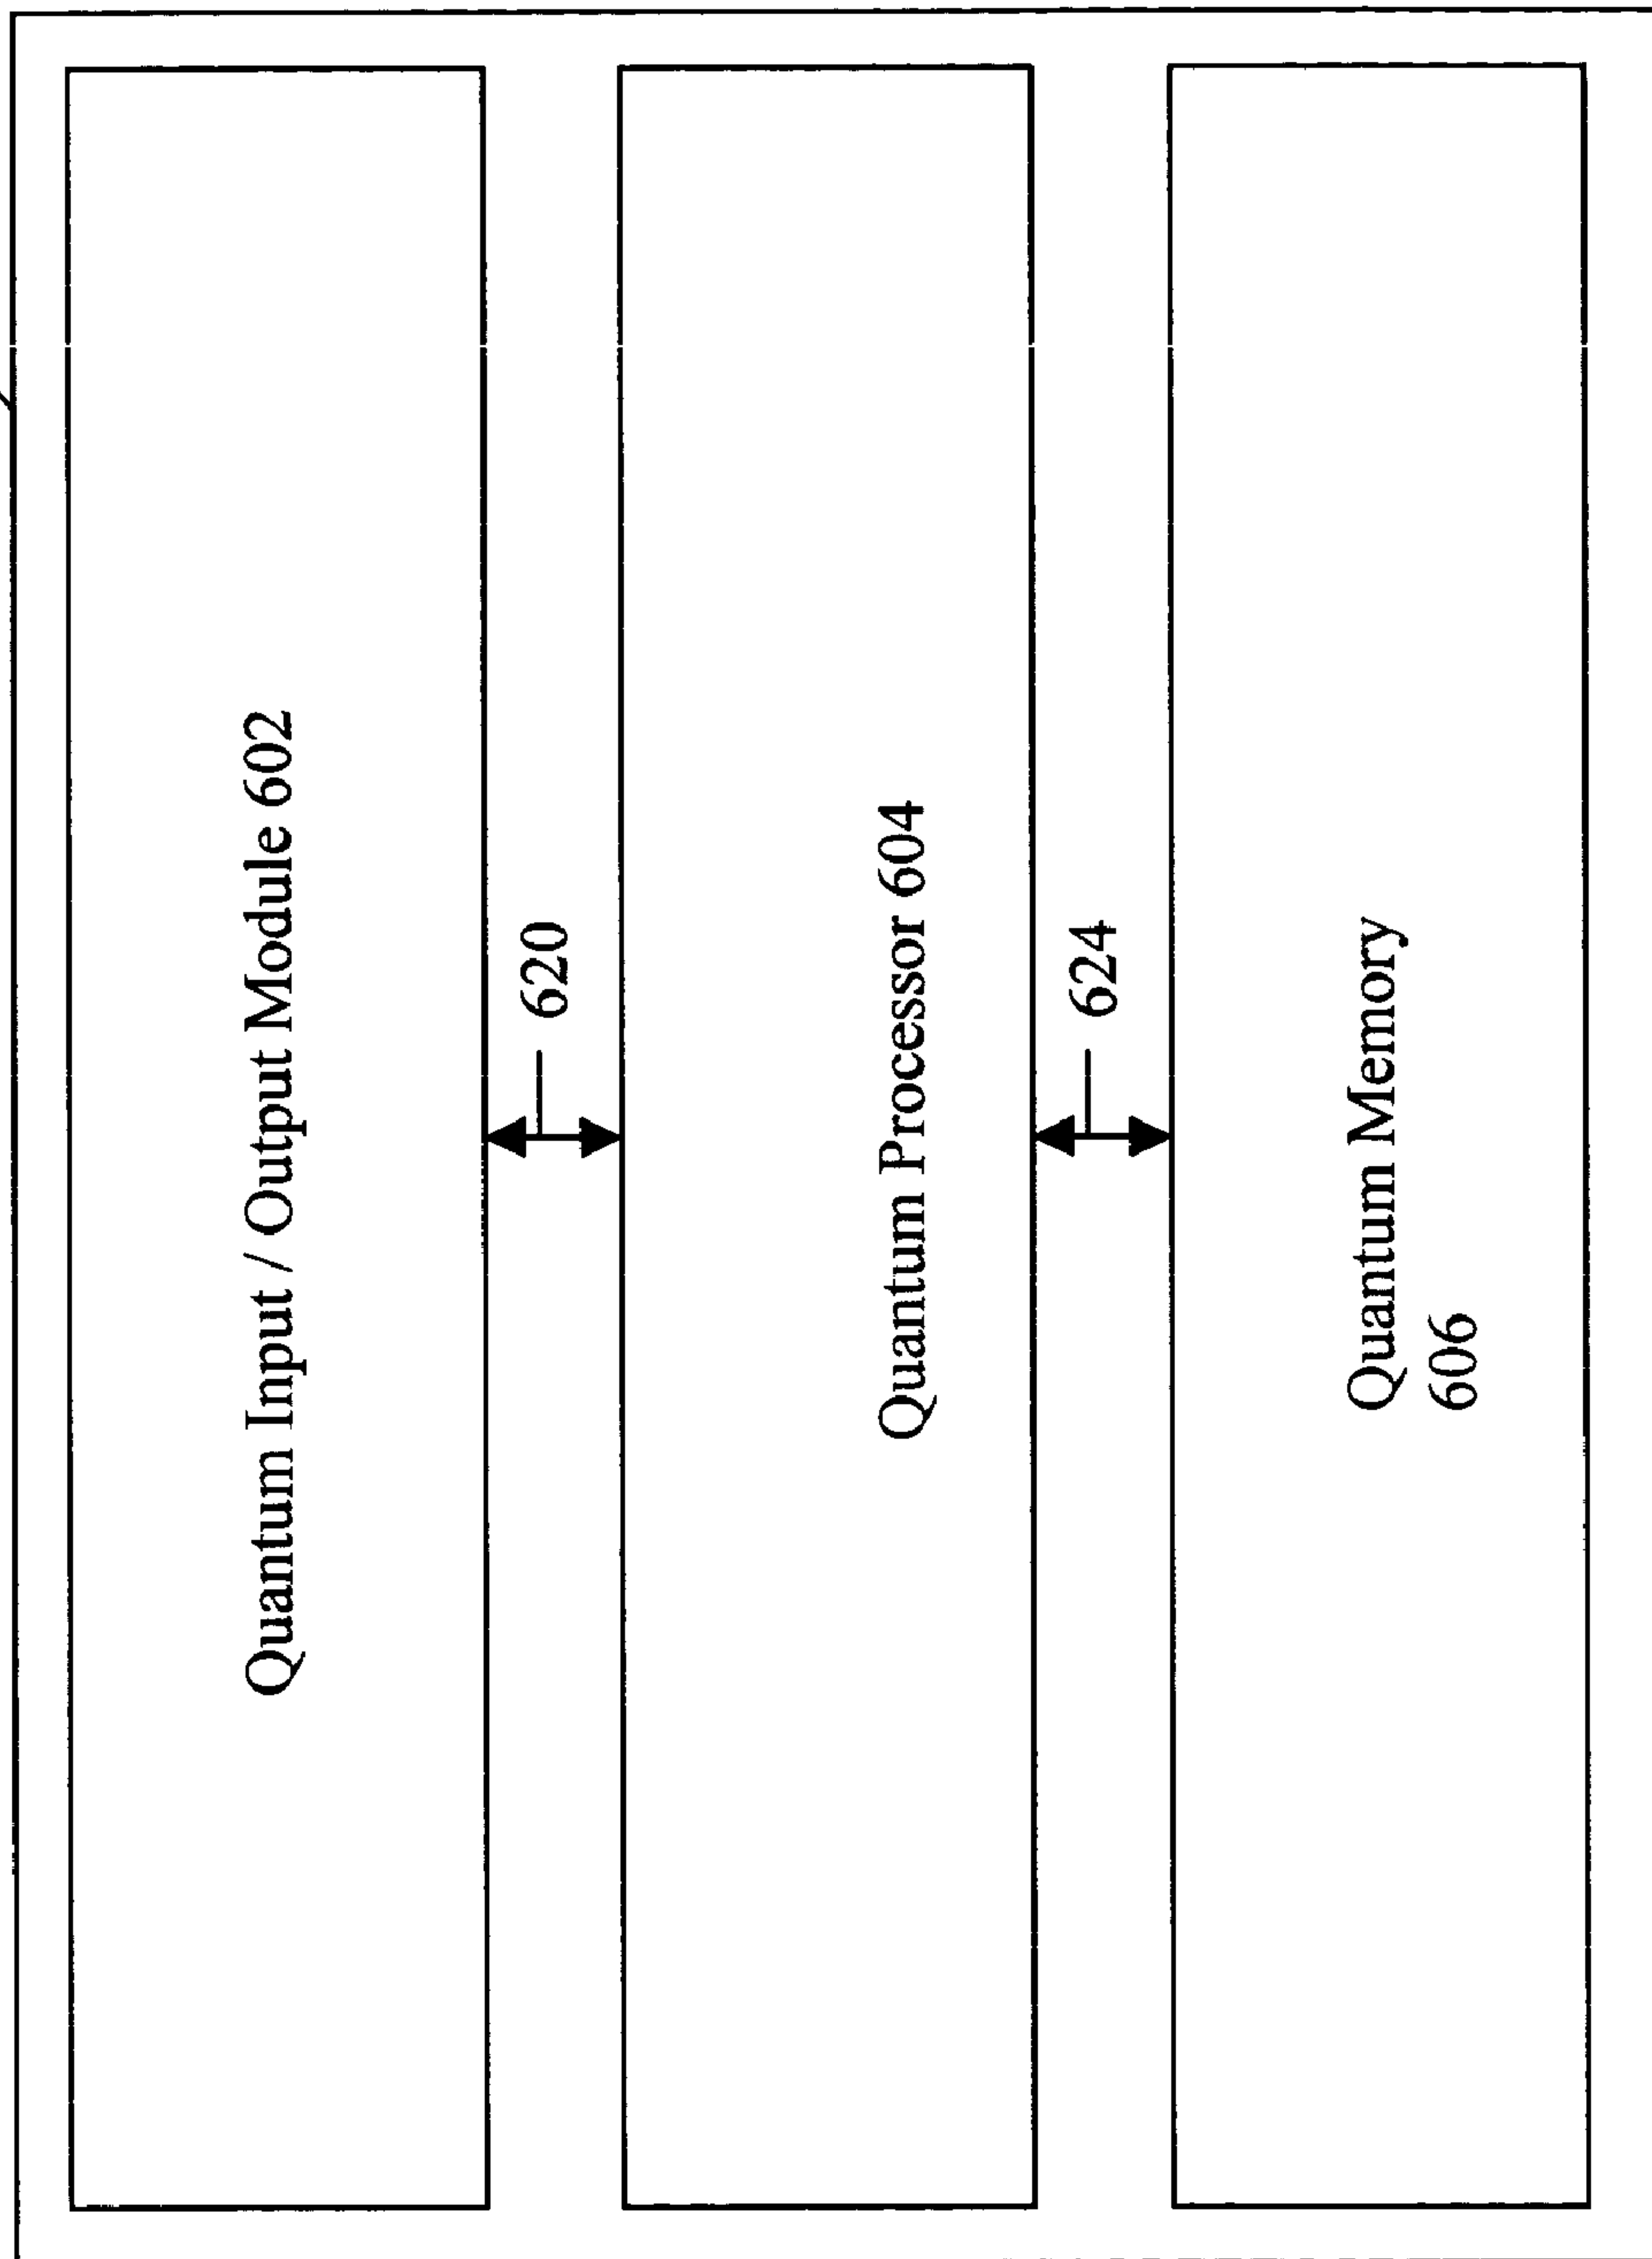 Quantum Input / Output Module 602
620
Quantum Processor 604
624
Quantum Memory
606